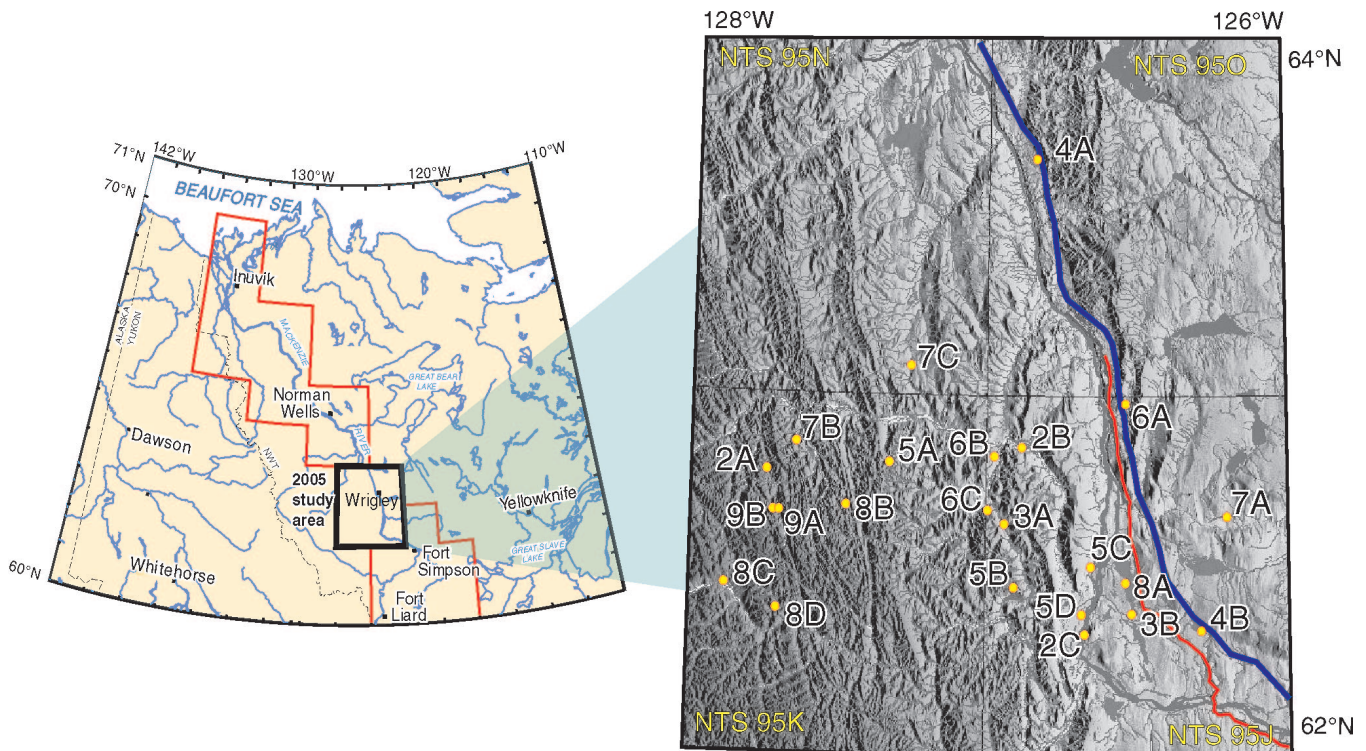 71°N
142°W
130°W
120°W
110°W
70°N
BEAUFORT SEA
Inuvik
ALASKA
YUKON
MACKENZIE
GREAT BEAR
LAKE
Norman
Wells
RIVER
Dawson
NWT
2005
study
area
Wrigley
Yellowknife
GREAT SLAVE
LAKE
Fort
Simpson
60°N
Whitehorse
Fort
Liard
128°W
126°W
NTS 95N
NTS 95O
64°N
4A
7C
6A
7B
2B
6B
5A
2A
8B
9B
9A
6C
3A
7A
5C
8C
5B
8A
8D
5D
3B
4B
2C
NTS 95K
NTS 95J
62°N